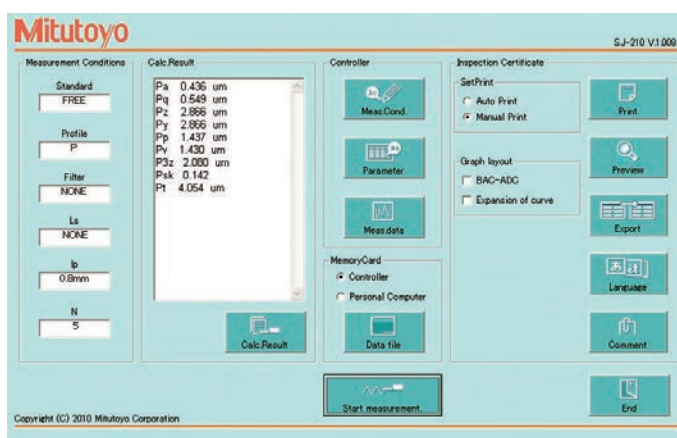 Mitutoyo
SJ-210 V.1.008
Measurement Conditions
Standard
FREE
Profile
P
Filter
NONE
Ls
NONE
lp
0.8mm
N
5
Calc.Result
Pa 0.436 um
Pq 0.549 um
Pz 2.866 um
Py 2.866 um
Pp 1.437 um
Pv 1.430 um
P3z 2.080 um
Psk 0.142
Pt 4.054 um
Calc.Result
Controller
Meas.Cond.
Parameter
Meas.data
MemoryCard
Controller
Personal Computer
Data file
Start measurement.
Inspection Certificate
SetPrint
Auto Print
Manual Print
Graph layout
BAC-ADC
Expansion of curve
Print
Preview
Export
あ a
Language
Comment
End
Copyright (C) 2010 Mitutoyo Corporation